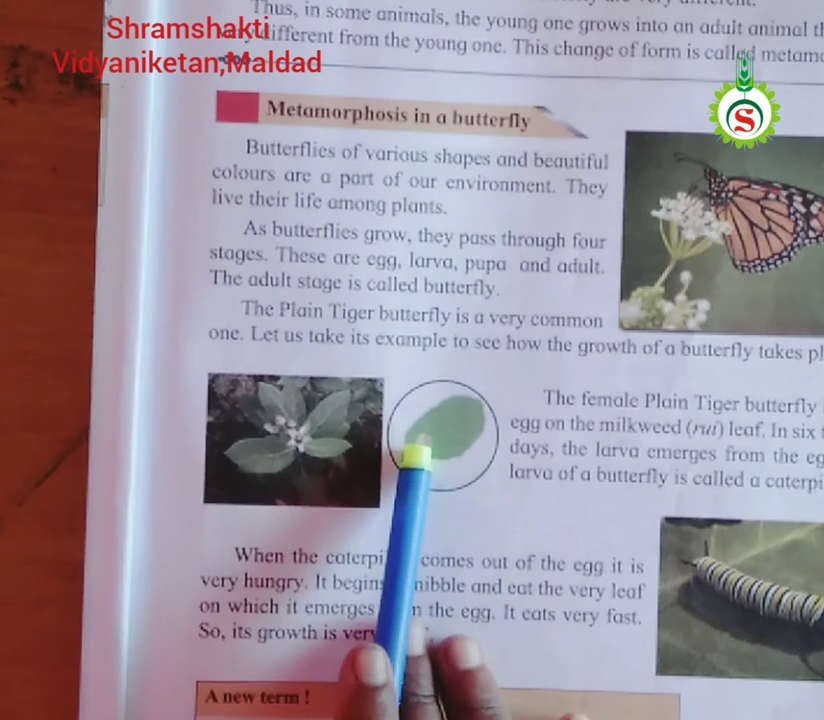 Thus, in some animals, the young one grows into an adult animal
different from the young one. This change of form is called
Shramshakti
Vidyaniketan,Maldad
S
Metamorphosis in a butterfly
Butterflies of various shapes and beautiful
colours are a part of our environment. They
live their life among plants.
As butterflies grow, they pass through four
stages. These are egg, larva, pupa and adult.
The adult stage is called butterfly.
The Plain Tiger butterfly is a very common
one. Let us take its example to see how the growth of a butterfly takes
The female Plain Tiger butterfly
egg on the milkweed (rui) leaf. In six
days, the larva emerges from the
larva of a butterfly is called a
When the comes out of the egg it is
very hungry. It begins nibble and eat the very leaf
on which it emerges the egg. It eats very fast.
So, its growth is
A new term !